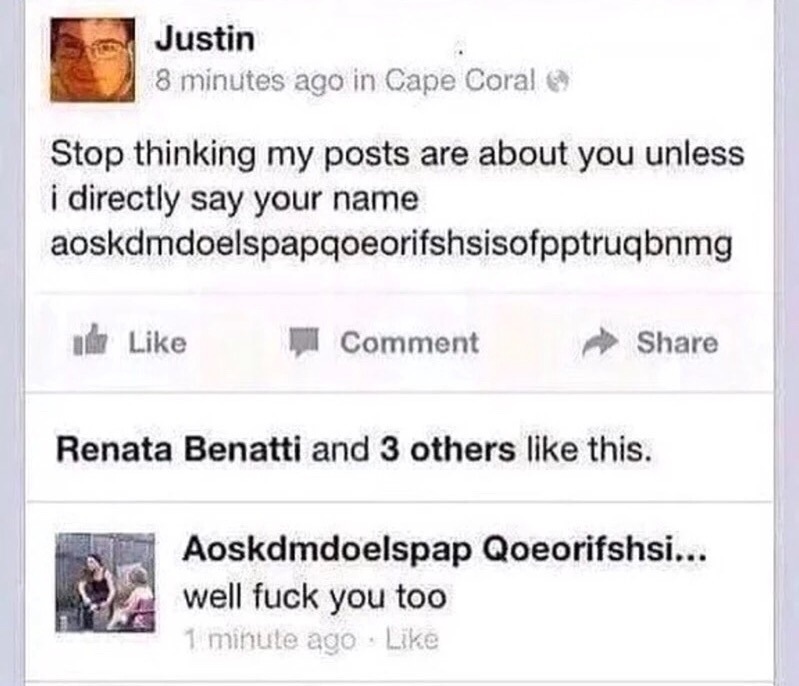 Justin
8 minutes ago in Cape Coral
Stop thinking my posts are about you unless
i directly say your name
aoskdmdoelspapqoeorifshsisofpptruqbnmg
Like Comment Share
Renata Benatti and 3 others like this.
Aoskdmdoelspap Qoeorifshsi...
well fuck you too
1 minute ago · Like